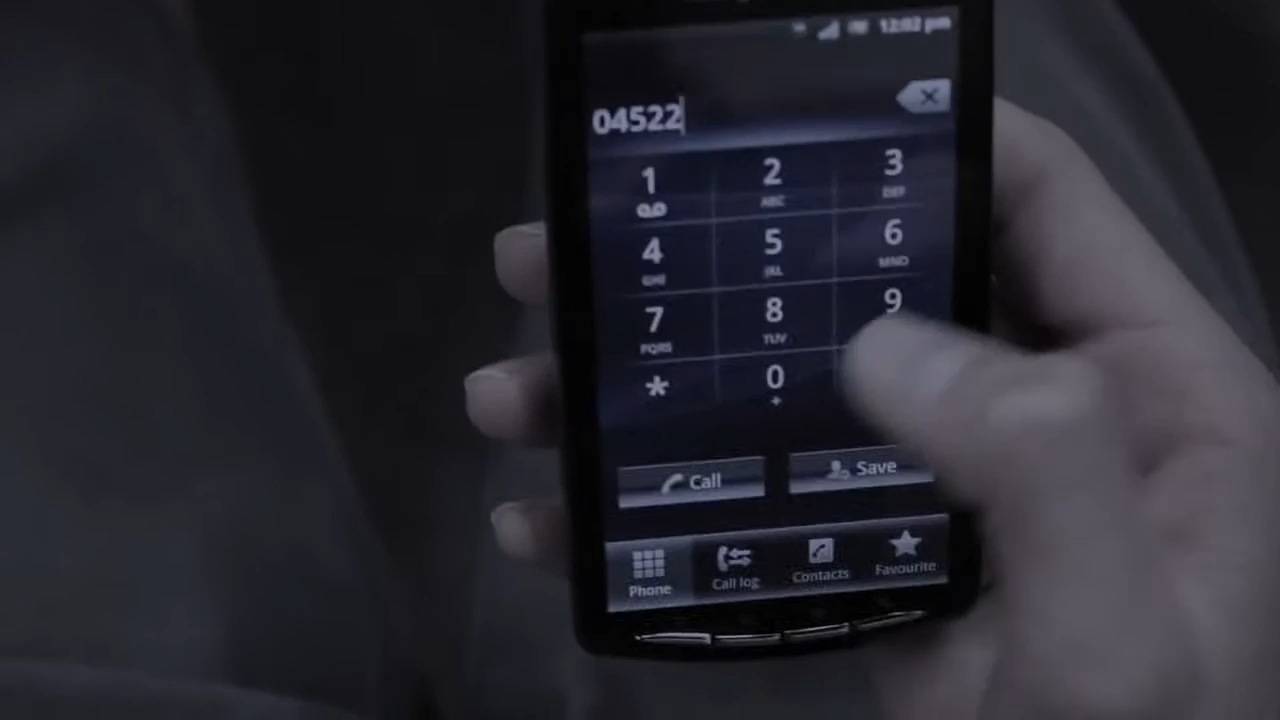 12:02 pm
04522
1 2 3
ABC DEF
4 5 6
GHI JKL MNO
7 8 9
PQRS TUV
* 0
+
Call Save
Phone Call log Contacts Favourite